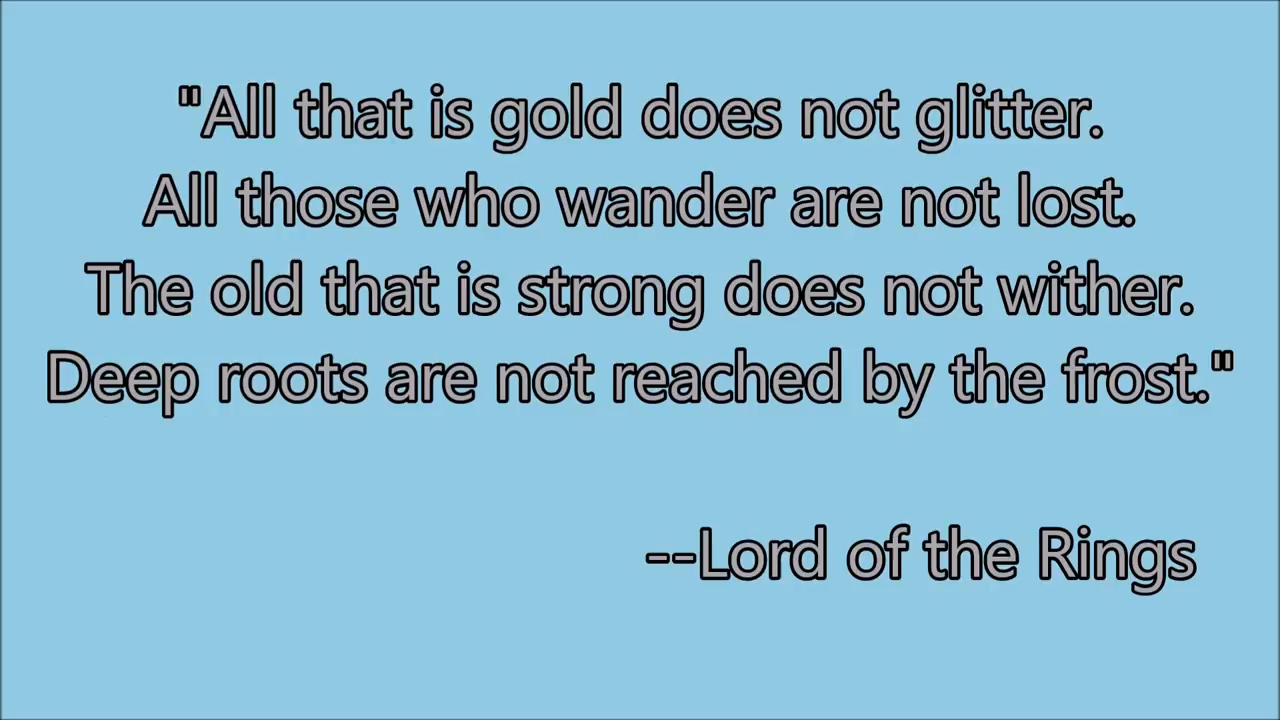 "All that is gold does not glitter.
All those who wander are not lost.
The old that is strong does not wither.
Deep roots are not reached by the frost."
--Lord of the Rings